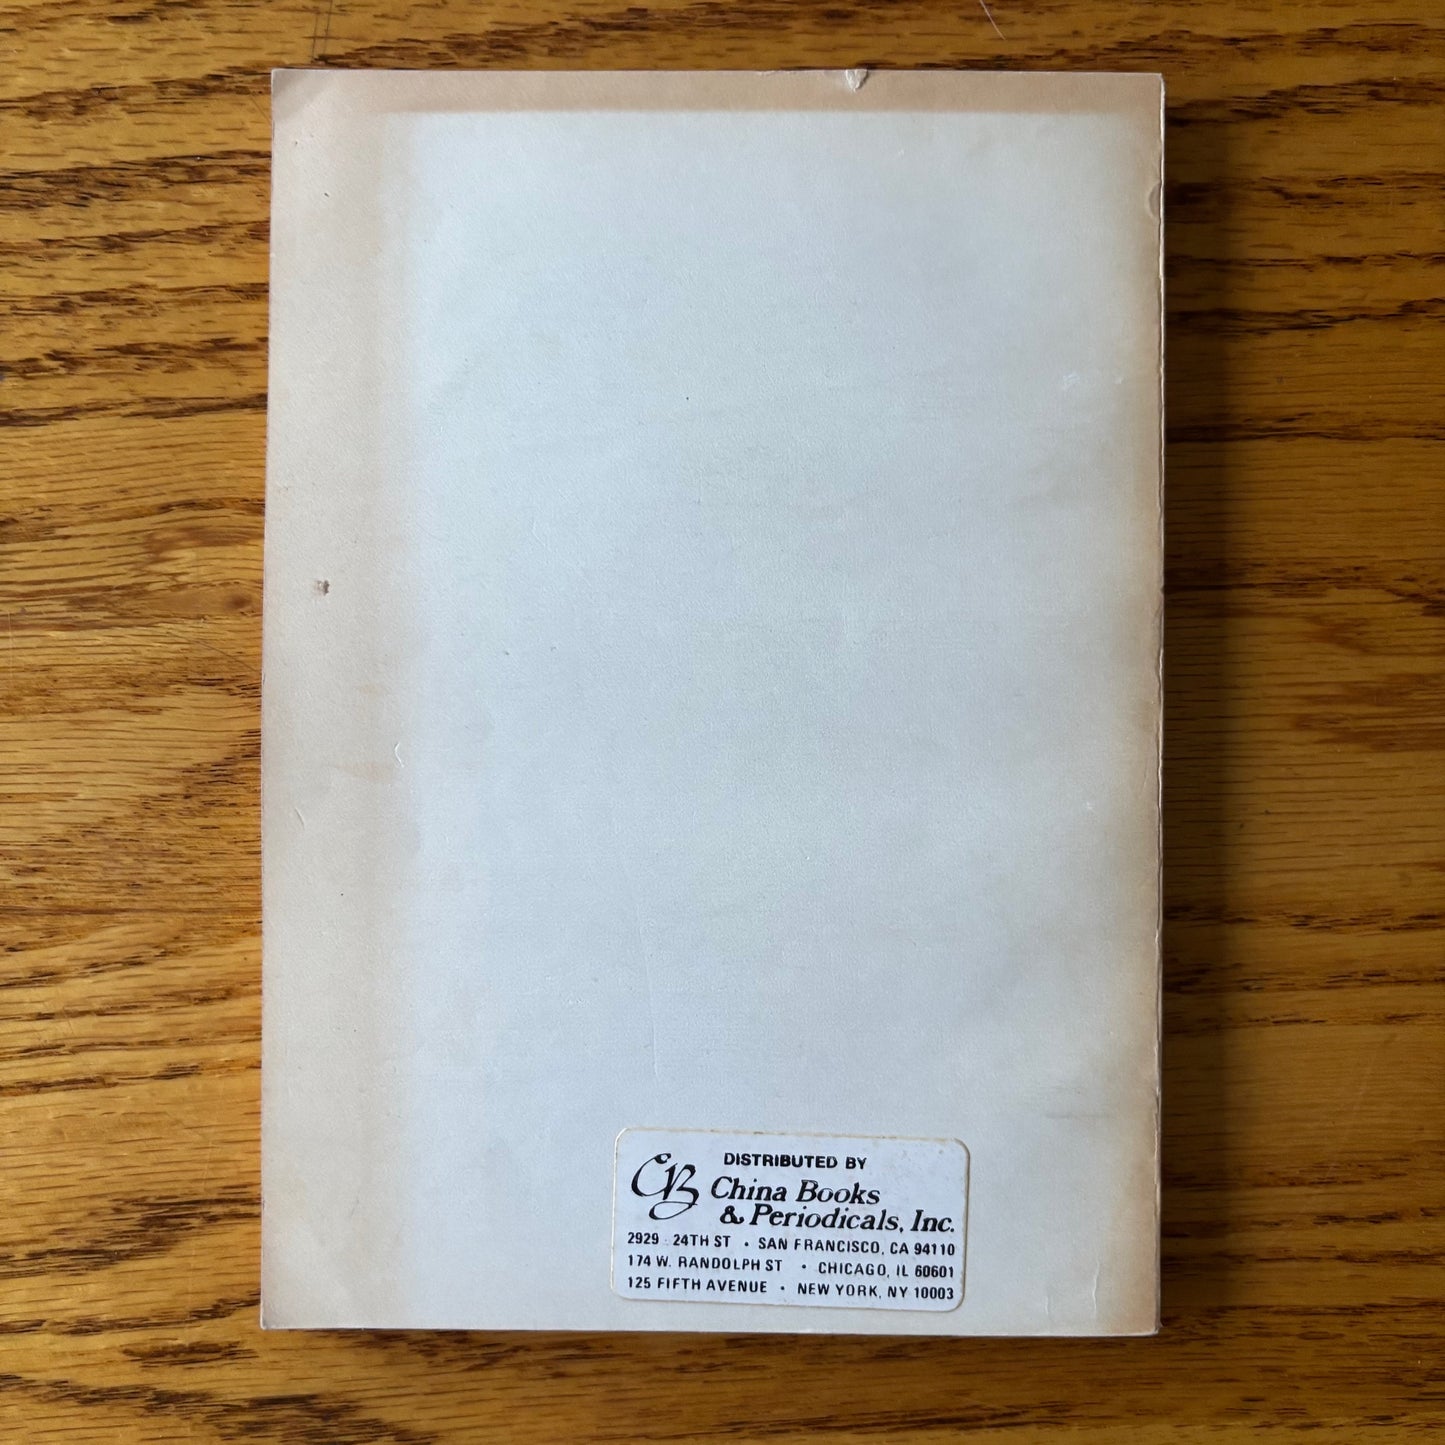 DISTRIBUTED BY
CB China Books
& Periodicals, Inc.
2929 24TH ST • SAN FRANCISCO, CA 94110
174 W. RANDOLPH ST • CHICAGO, IL 60601
125 FIFTH AVENUE • NEW YORK, NY 10003